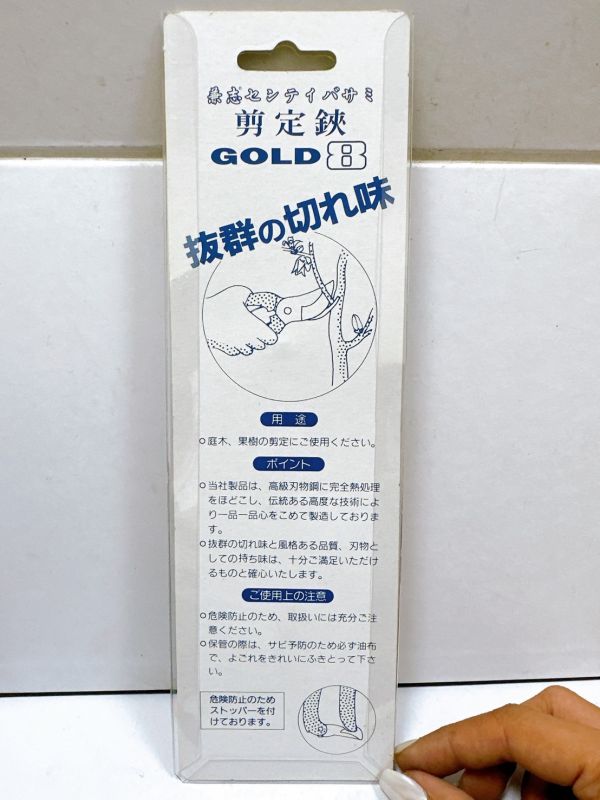 兼志センテイバサミ
剪定鋏
GOLD 8
抜群の切れ味
用途
○庭木、果樹の剪定にご使用ください。
ポイント
○当社製品は、高級刃物鋼に完全熱処理
をほどこし、伝統ある高度な技術によ
り一品一品心をこめて製造しておりま
す。
○抜群の切れ味と風格ある品質、刃物と
しての持ち味は、十分ご満足いただけ
るものと確心いたします。
ご使用上の注意
○危険防止のため、取扱いには充分ご注
意ください。
○保管の際は、サビ予防のため必ず油布
で、よごれをきれいにふきとって下さ
い。
危険防止のため
ストッパーを付
けております。